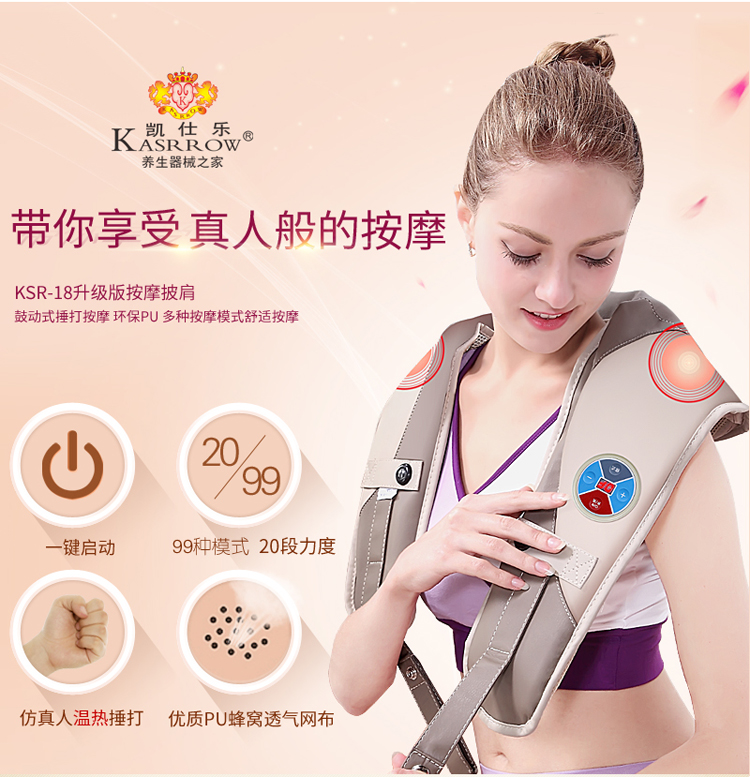 凯仕乐
KASRROW®
养生器械之家
带你享受 真人般的按摩
KSR-18升级版按摩披肩
鼓动式捶打按摩 环保PU 多种按摩模式舒适按摩
20/99
一键启动
99种模式 20段力度
仿真人温热捶打
优质PU蜂窝透气网布